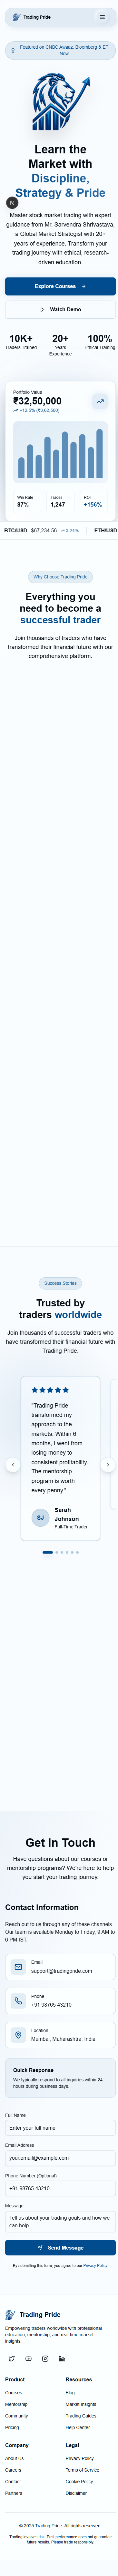 Trading Pride
Featured on CNBC Awaaz, Bloomberg & ET
Now
Learn the
Market with
Discipline,
Strategy & Pride
N
Master stock market trading with expert
guidance from Mr. Sarvendra Shrivastava,
a Global Market Strategist with 20+
years of experience. Transform your
trading journey with ethical, research-
driven education.
Explore Courses
Watch Demo
10K+
Traders Trained
20+
Years
Experience
100%
Ethical Training
Portfolio Value
₹32,50,000
+12.5% (₹3,62,500)
Win Rate
87%
Trades
1,247
ROI
+156%
BTC/USD $67,234.56 3.24% ETH/USD
Why Choose Trading Pride
Everything you
need to become a
successful trader
Join thousands of traders who have
transformed their financial future with our
comprehensive platform.
Success Stories
Trusted by
traders worldwide
Join thousands of successful traders who
have transformed their financial future with
Trading Pride.
"Trading Pride
transformed my
approach to the
markets. Within 6
months, I went from
losing money to
consistent profitability.
The mentorship
program is worth
every penny."
SJ
Sarah
Johnson
Full-Time Trader
Get in Touch
Have questions about our courses or
mentorship programs? We're here to help
you start your trading journey.
Contact Information
Reach out to us through any of these channels.
Our team is available Monday to Friday, 9 AM to
6 PM IST.
Email
support@tradingpride.com
Phone
+91 98765 43210
Location
Mumbai, Maharashtra, India
Quick Response
We typically respond to all inquiries within 24
hours during business days.
Full Name
Enter your full name
Email Address
your.email@example.com
Phone Number (Optional)
+91 98765 43210
Message
Tell us about your trading goals and how we
can help...
Send Message
By submitting this form, you agree to our Privacy Policy.
Trading Pride
Empowering traders worldwide with professional
education, mentorship, and real-time market
insights.
Product
Courses
Mentorship
Community
Pricing
Resources
Blog
Market Insights
Trading Guides
Help Center
Company
About Us
Careers
Contact
Partners
Legal
Privacy Policy
Terms of Service
Cookie Policy
Disclaimer
© 2025 Trading Pride. All rights reserved.
Trading involves risk. Past performance does not guarantee
future results. Please trade responsibly.